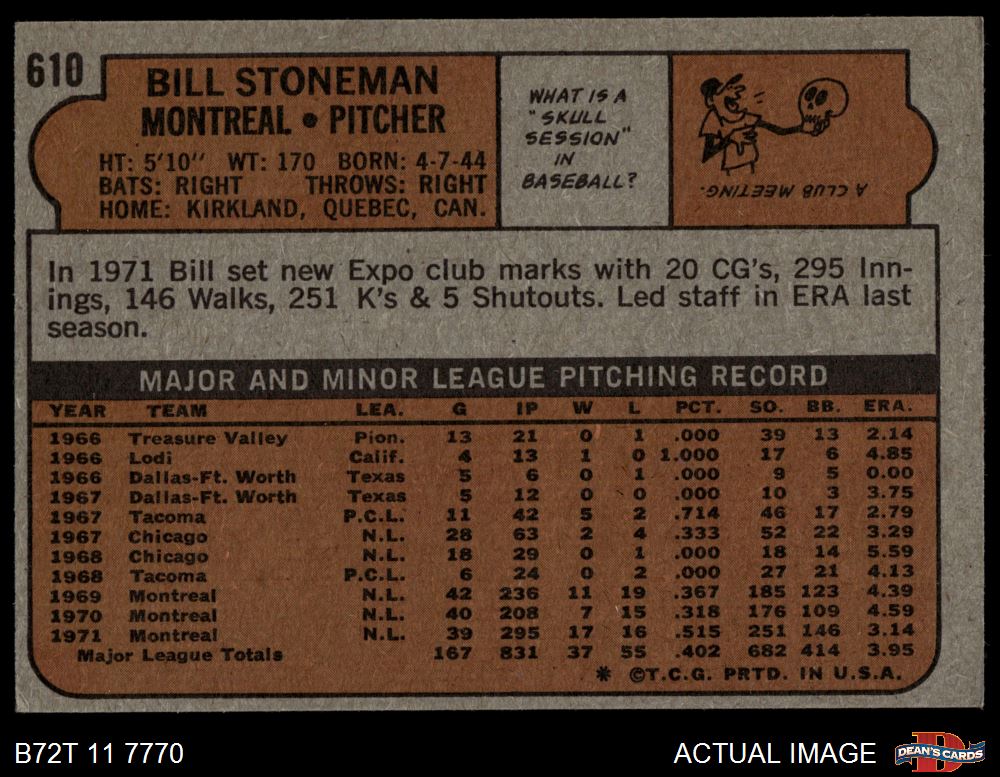 610
BILL STONEMAN
MONTREAL • PITCHER
HT: 5'10" WT: 170 BORN: 4-7-44
BATS: RIGHT THROWS: RIGHT
HOME: KIRKLAND, QUEBEC, CAN.
WHAT IS A
"SKULL
SESSION"
IN
BASEBALL?
A CLUB MEETING.
In 1971 Bill set new Expo club marks with 20 CG's, 295 Inn-
ings, 146 Walks, 251 K's & 5 Shutouts. Led staff in ERA last
season.
MAJOR AND MINOR LEAGUE PITCHING RECORD
YEAR TEAM LEA. G IP W L PCT. SO. BB. ERA.
1966 Treasure Valley Pion. 13 21 0 1 .000 39 13 2.14
1966 Lodi Calif. 4 13 1 0 1.000 17 6 4.85
1966 Dallas-Ft. Worth Texas 5 6 0 1 .000 9 5 0.00
1967 Dallas-Ft. Worth Texas 5 12 0 0 .000 10 3 3.75
1967 Tacoma P.C.L. 11 42 5 2 .714 46 17 2.79
1967 Chicago N.L. 28 63 2 4 .333 52 22 3.29
1968 Chicago N.L. 18 29 0 1 .000 18 14 5.59
1968 Tacoma P.C.L. 6 24 0 2 .000 27 21 4.13
1969 Montreal N.L. 42 236 11 19 .367 185 123 4.39
1970 Montreal N.L. 40 208 7 15 .318 176 109 4.59
1971 Montreal N.L. 39 295 17 16 .515 251 146 3.14
Major League Totals 167 831 37 55 .402 682 414 3.95
* ©T.C.G. PRTD. IN U.S.A.
B72T 11 7770
ACTUAL IMAGE
D
DEAN'S CARDS